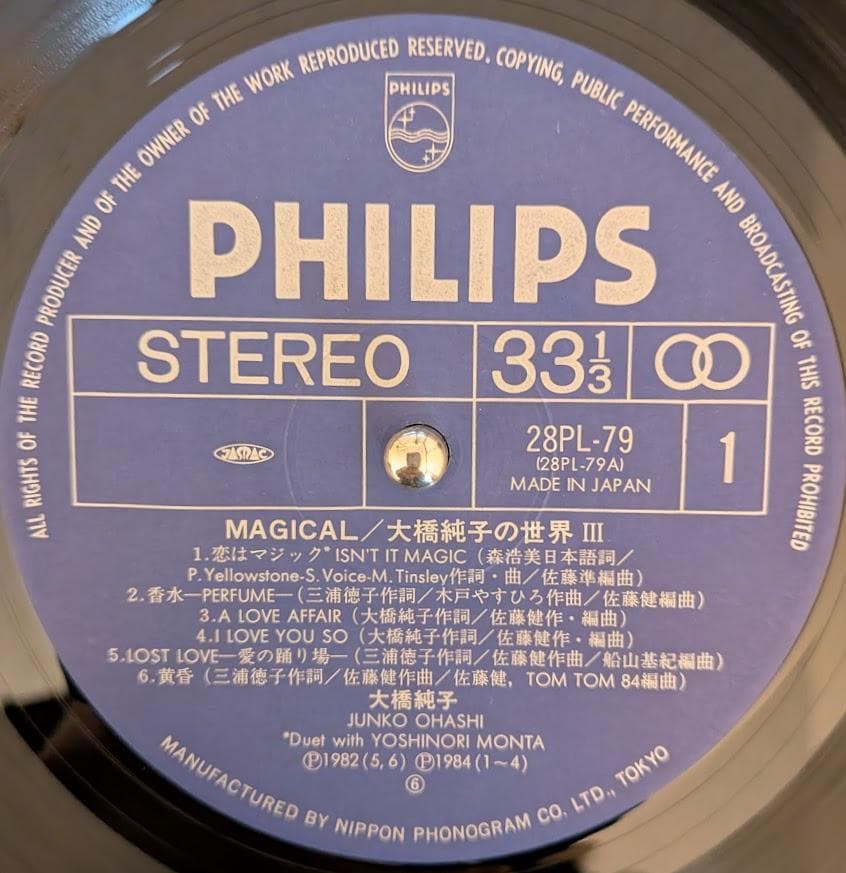 ALL RIGHTS OF THE RECORD PRODUCER AND OF THE OWNER OF THE WORK REPRODUCED RESERVED. COPYING, PUBLIC PERFORMANCE AND BROADCASTING OF THIS RECORD PROHIBITED
PHILIPS
PHILIPS
STEREO 33 1/3
JASRAC 28PL-79 1
(28PL-79A)
MADE IN JAPAN
MAGICAL/大橋純子の世界 III
1.恋はマジック*ISN'T IT MAGIC(森浩美日本語詞/
P.Yellowstone-S.Voice-M.Tinsley作詞・曲/佐藤準編曲)
2.香水—PERFUME—(三浦徳子作詞/木戸やすひろ作曲/佐藤健編曲)
3.A LOVE AFFAIR(大橋純子作詞/佐藤健作・編曲)
4.I LOVE YOU SO(大橋純子作詞/佐藤健作・編曲)
5.LOST LOVE—愛の踊り場—(三浦徳子作詞/佐藤健作曲/船山基紀編曲)
6.黄昏(三浦徳子作詞/佐藤健作曲/佐藤健, TOM TOM 84編曲)
大橋純子
JUNKO OHASHI
*Duet with YOSHINORI MONTA
Ⓟ1982(5,6) Ⓟ1984(1〜4)
⑥
MANUFACTURED BY NIPPON PHONOGRAM CO. LTD., TOKYO